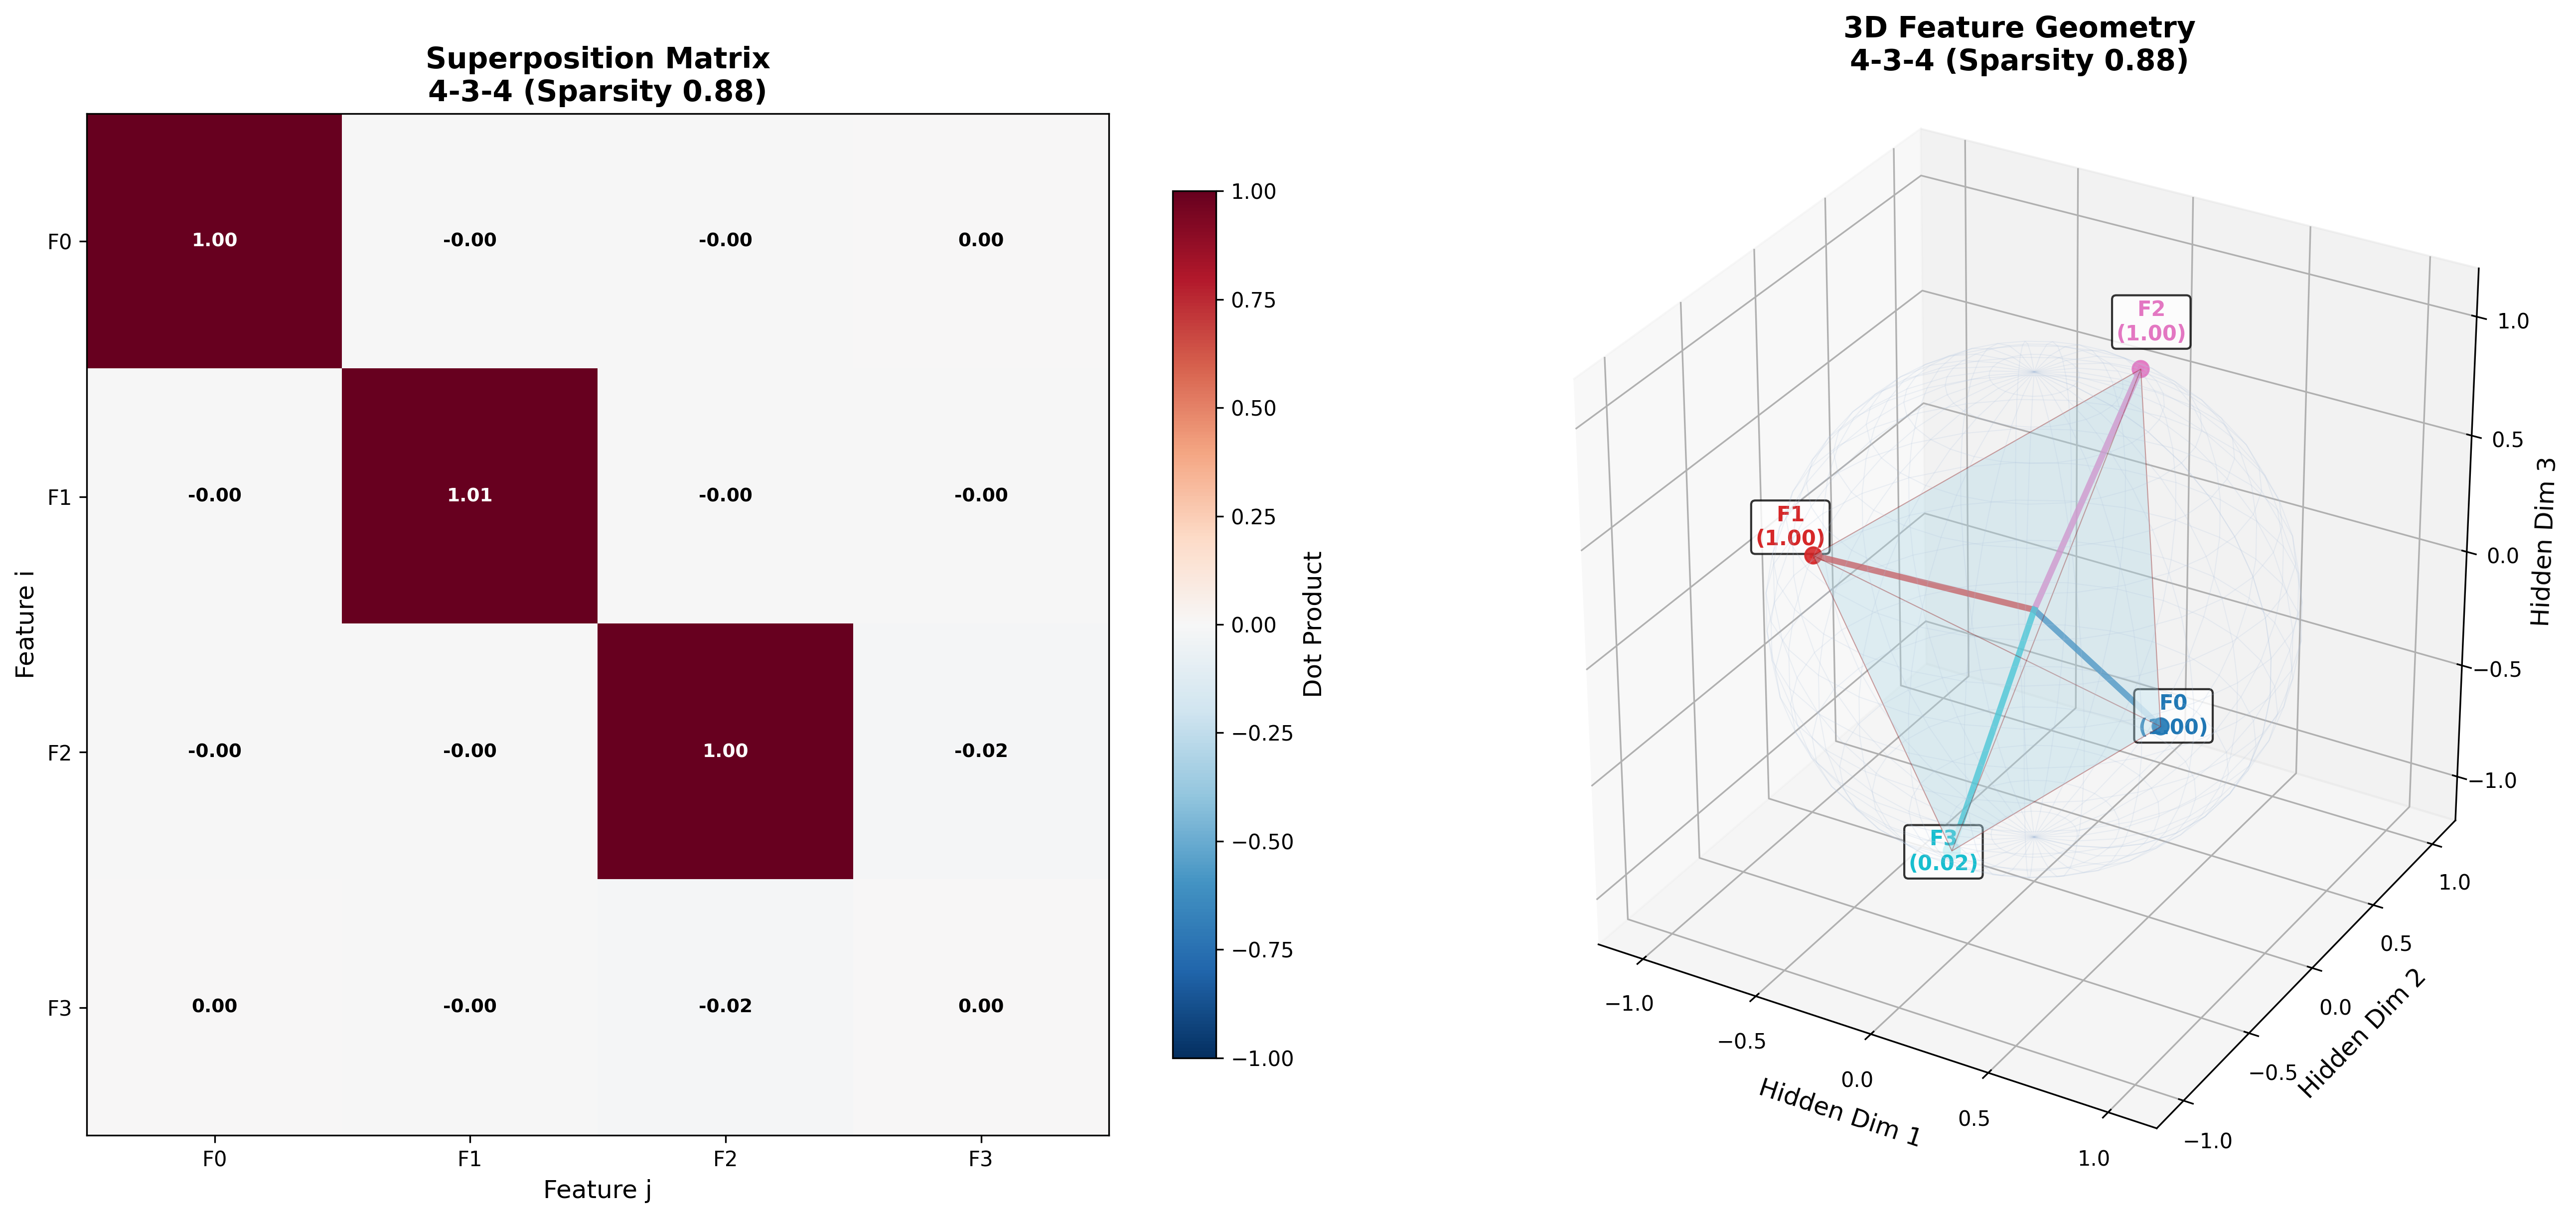 Superposition Matrix
4-3-4 (Sparsity 0.88)
Feature i
F0
F1
F2
F3
1.00 -0.00 -0.00 0.00
-0.00 1.01 -0.00 -0.00
-0.00 -0.00 1.00 -0.02
0.00 -0.00 -0.02 0.00
F0 F1 F2 F3
Feature j
1.00
0.75
0.50
0.25
0.00
−0.25
−0.50
−0.75
−1.00
Dot Product
3D Feature Geometry
4-3-4 (Sparsity 0.88)
F2
(1.00)
F1
(1.00)
F0
(1.00)
F3
(0.02)
1.0
0.5
0.0
−0.5
−1.0
Hidden Dim 3
−1.0
−0.5
0.0
0.5
1.0
Hidden Dim 1
1.0
0.5
0.0
−0.5
−1.0
Hidden Dim 2